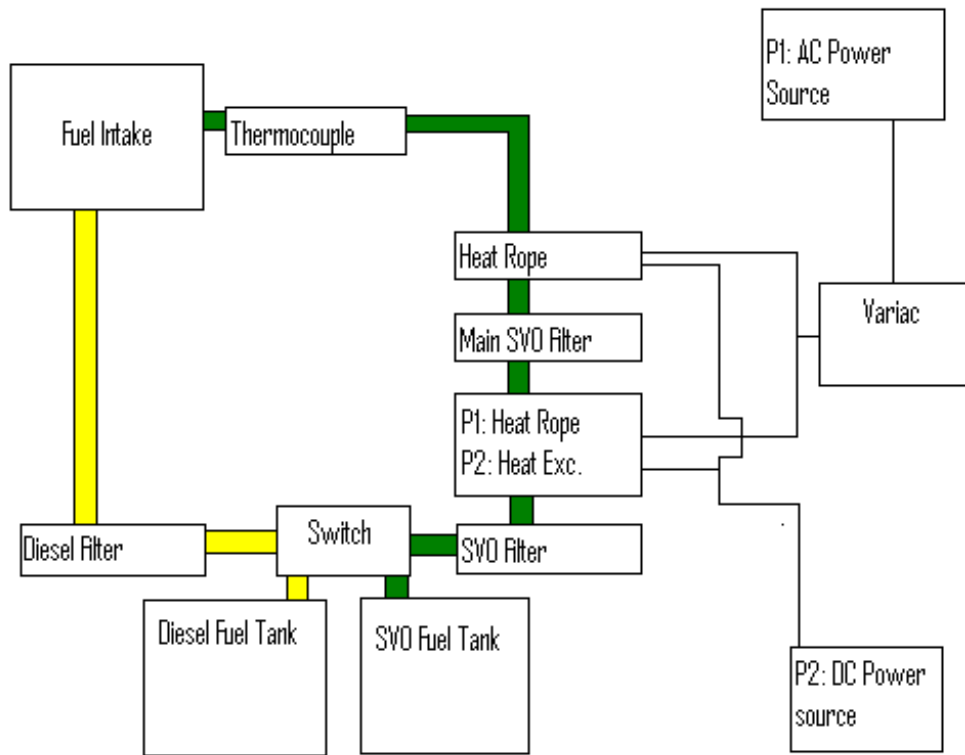 P1: AC Power
Source
Fuel Intake
Thermocouple
Heat Rope
Variac
Main SVO Filter
P1: Heat Rope
P2: Heat Exc.
Switch
Diesel Filter
SVO Filter
Diesel Fuel Tank
SVO Fuel Tank
P2: DC Power
source